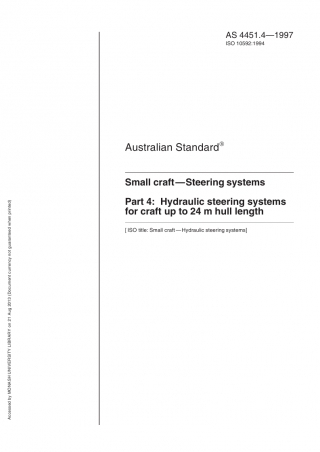 AS 4451.4—1997
ISO 10592:1994
Australian Standard®
Small craft—Steering systems
Part 4: Hydraulic steering systems
for craft up to 24 m hull length
[ISO title: Small craft—Hydraulic steering systems]
Accessed by MONASH UNIVERSITY LIBRARY on 21 Aug 2013 (Document currency not guaranteed when printed)